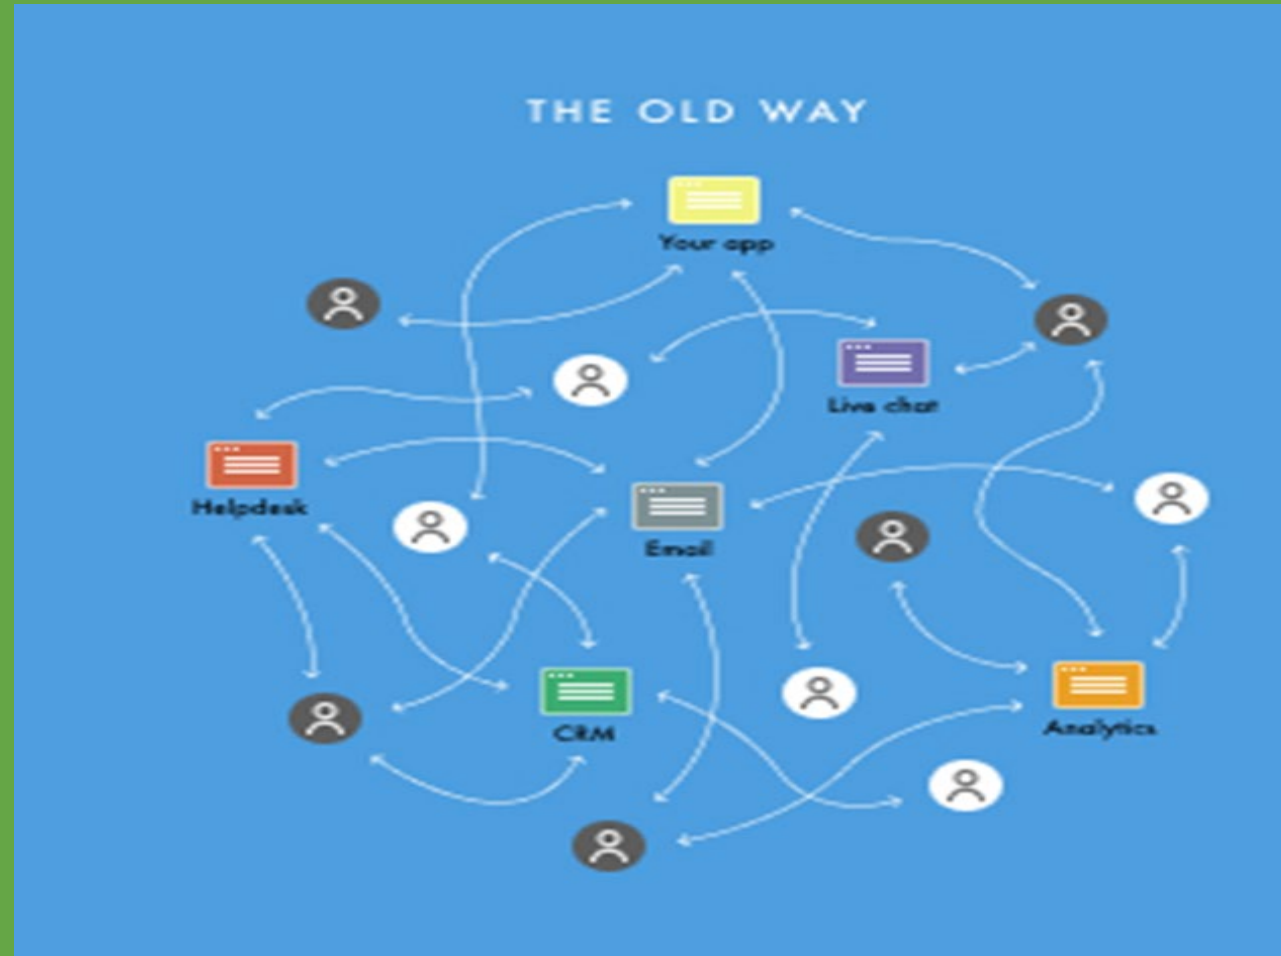 THE OLD WAY
Your app
Live chat
Helpdesk
Email
CRM
Analytics